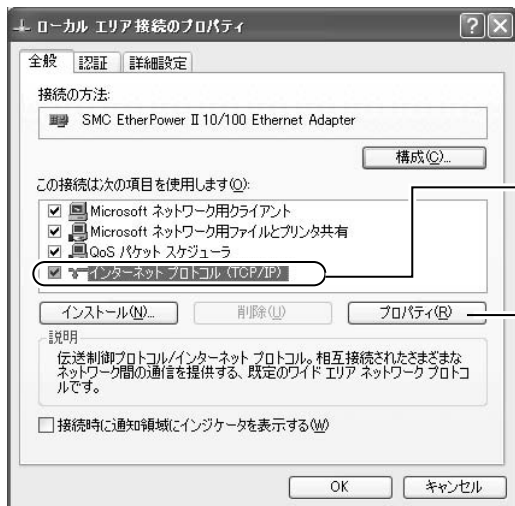 ローカル エリア接続のプロパティ
全般
認証
詳細設定
接続の方法:
SMC EtherPower II 10/100 Ethernet Adapter
構成(C)...
この接続は次の項目を使用します(O):
Microsoft ネットワーク用クライアント
Microsoft ネットワーク用ファイルとプリンタ共有
QoS パケット スケジューラ
インターネット プロトコル (TCP/IP)
インストール(N)...
削除(U)
プロパティ(R)
説明
伝送制御プロトコル/インターネット プロトコル。相互接続されたさまざまな
ネットワーク間の通信を提供する、既定のワイド エリア ネットワーク プロトコ
ルです。
接続時に通知領域にインジケータを表示する(W)
OK
キャンセル